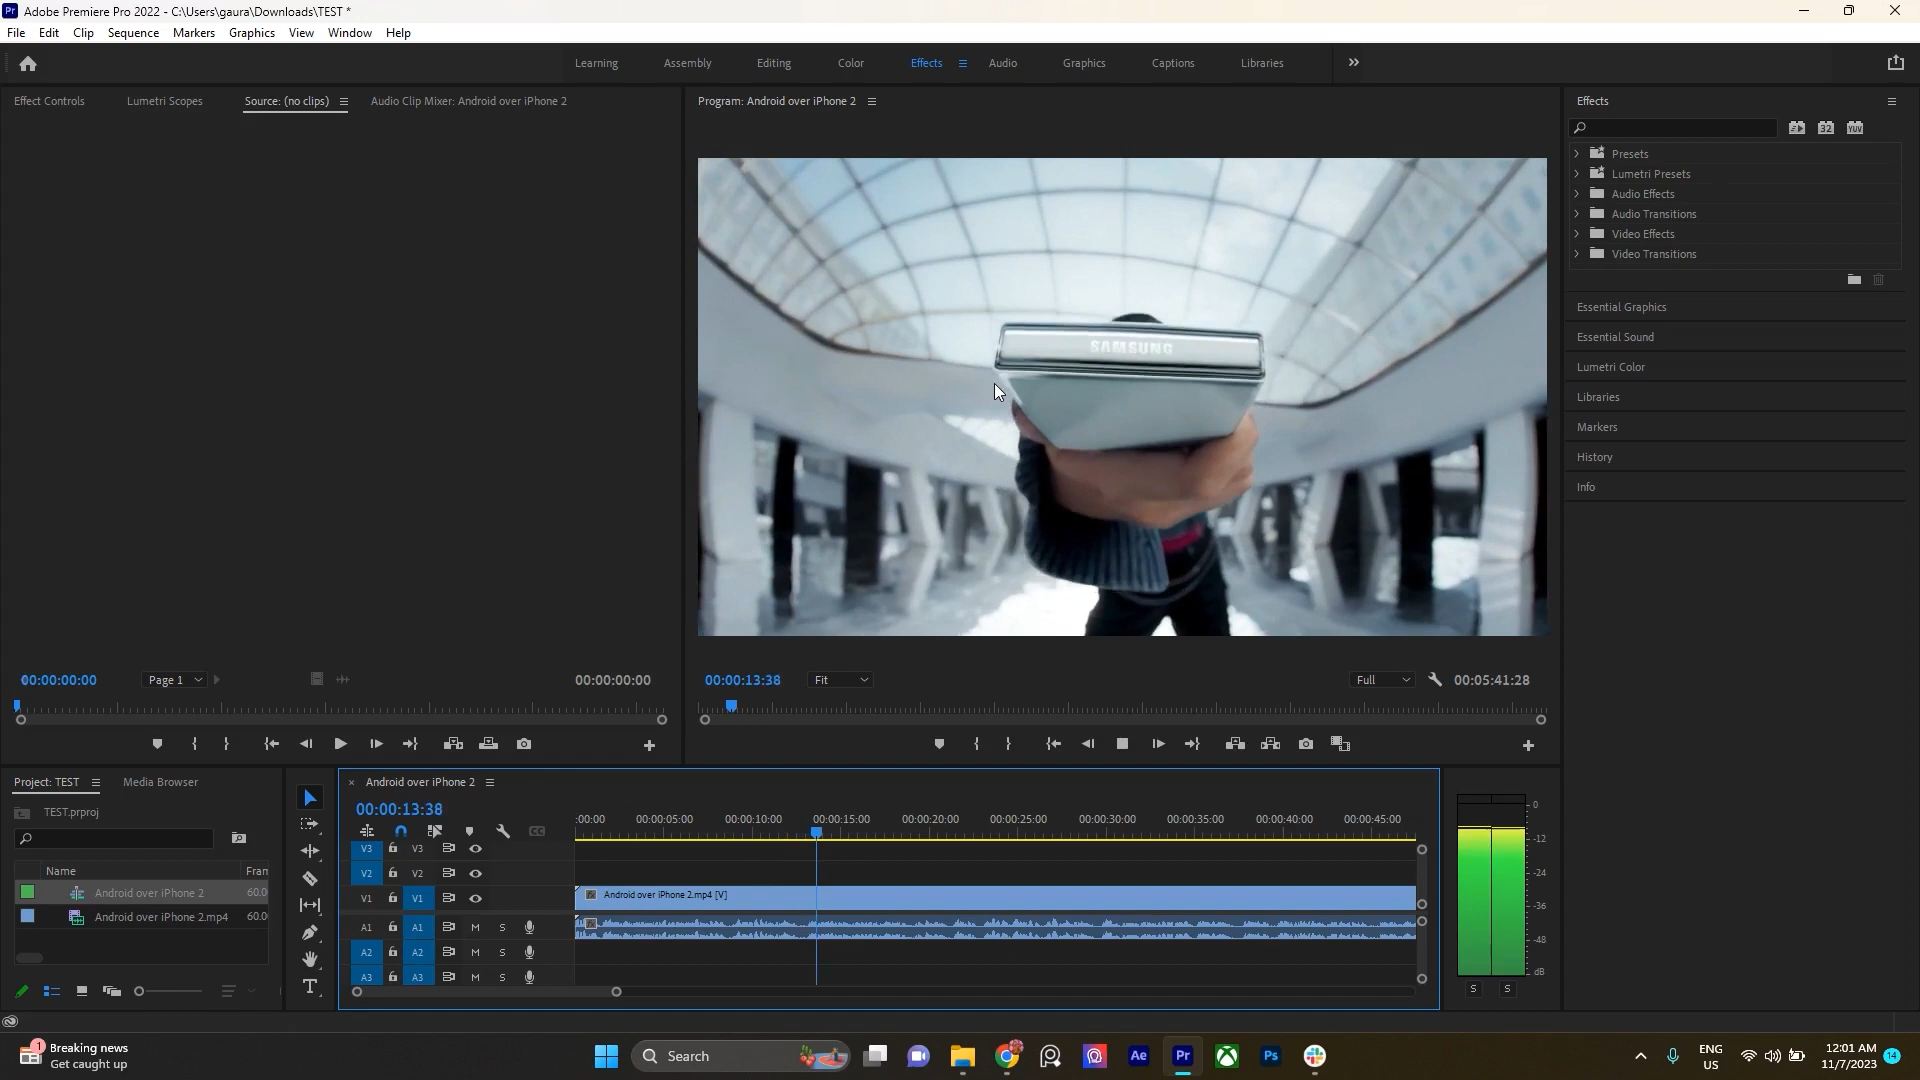 Pr Adobe Premiere Pro 2022 - C:\Users\gaura\Downloads\TEST *
File Edit Clip Sequence Markers Graphics View Window Help
Learning Assembly Editing Color Effects Audio Graphics Captions Libraries
Effect Controls Lumetri Scopes Source: (no clips) Audio Clip Mixer: Android over iPhone 2
Program: Android over iPhone 2
SAMSUNG
00:00:00:00 Page 1 00:00:00:00
00:00:13:38 Fit Full 00:05:41:28
Effects
32 YUV
Presets
Lumetri Presets
Audio Effects
Audio Transitions
Video Effects
Video Transitions
Essential Graphics
Essential Sound
Lumetri Color
Libraries
Markers
History
Info
Project: TEST Media Browser
TEST.prproj
Name Fran
Android over iPhone 2 60.0
Android over iPhone 2.mp4 60.0
× Android over iPhone 2
00:00:13:38
:00:00 00:00:05:00 00:00:10:00 00:00:15:00 00:00:20:00 00:00:25:00 00:00:30:00 00:00:35:00 00:00:40:00 00:00:45:00
CC
V3 V3
V2 V2
V1 V1 fx Android over iPhone 2.mp4 [V]
A1 A1 M S
A2 A2 M S
A3 A3 M S
0
-12
-24
-36
-48
dB
S S
1 Breaking news
Get caught up
Search
Ae Pr Ps
ENG
US
12:01 AM
11/7/2023
14